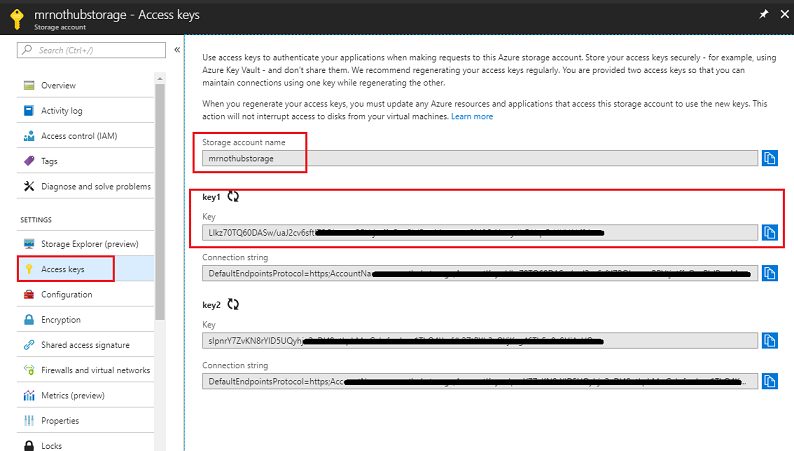 mrnothubstorage - Access keys
Storage account
Search (Ctrl+/)
Overview
Activity log
Access control (IAM)
Tags
Diagnose and solve problems
SETTINGS
Storage Explorer (preview)
Access keys
Configuration
Encryption
Shared access signature
Firewalls and virtual networks
Metrics (preview)
Properties
Locks
Use access keys to authenticate your applications when making requests to this Azure storage account. Store your access keys securely - for example, using
Azure Key Vault - and don't share them. We recommend regenerating your access keys regularly. You are provided two access keys so that you can
maintain connections using one key while regenerating the other.
When you regenerate your access keys, you must update any Azure resources and applications that access this storage account to use the new keys. This
action will not interrupt access to disks from your virtual machines. Learn more
Storage account name
mrnothubstorage
key1
Key
Connection string
DefaultEndpointsProtocol=https;AccountNa
key2
Key
Connection string
DefaultEndpointsProtocol=https;Acc